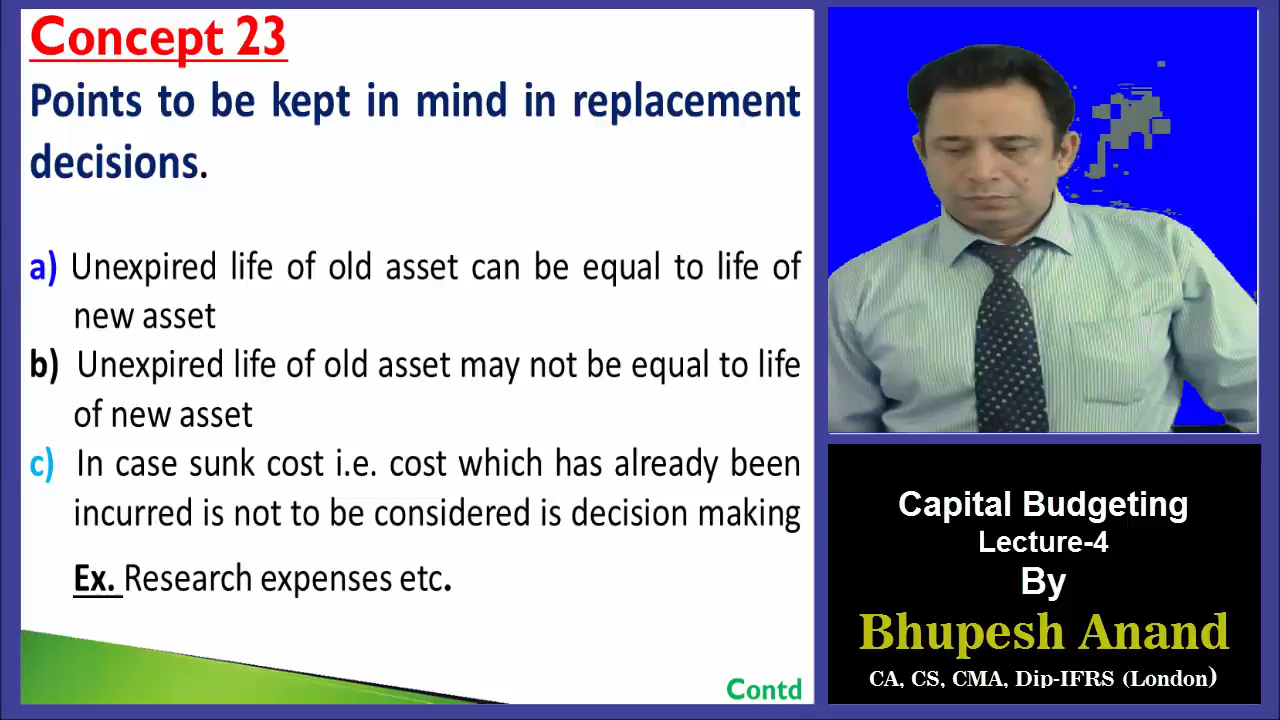 Concept 23
Points to be kept in mind in replacement
decisions.
a) Unexpired life of old asset can be equal to life of
new asset
b) Unexpired life of old asset may not be equal to life
of new asset
c) In case sunk cost i.e. cost which has already been
incurred is not to be considered is decision making
Ex. Research expenses etc.
Contd
Capital Budgeting
Lecture-4
By
Bhupesh Anand
CA, CS, CMA, Dip-IFRS (London)